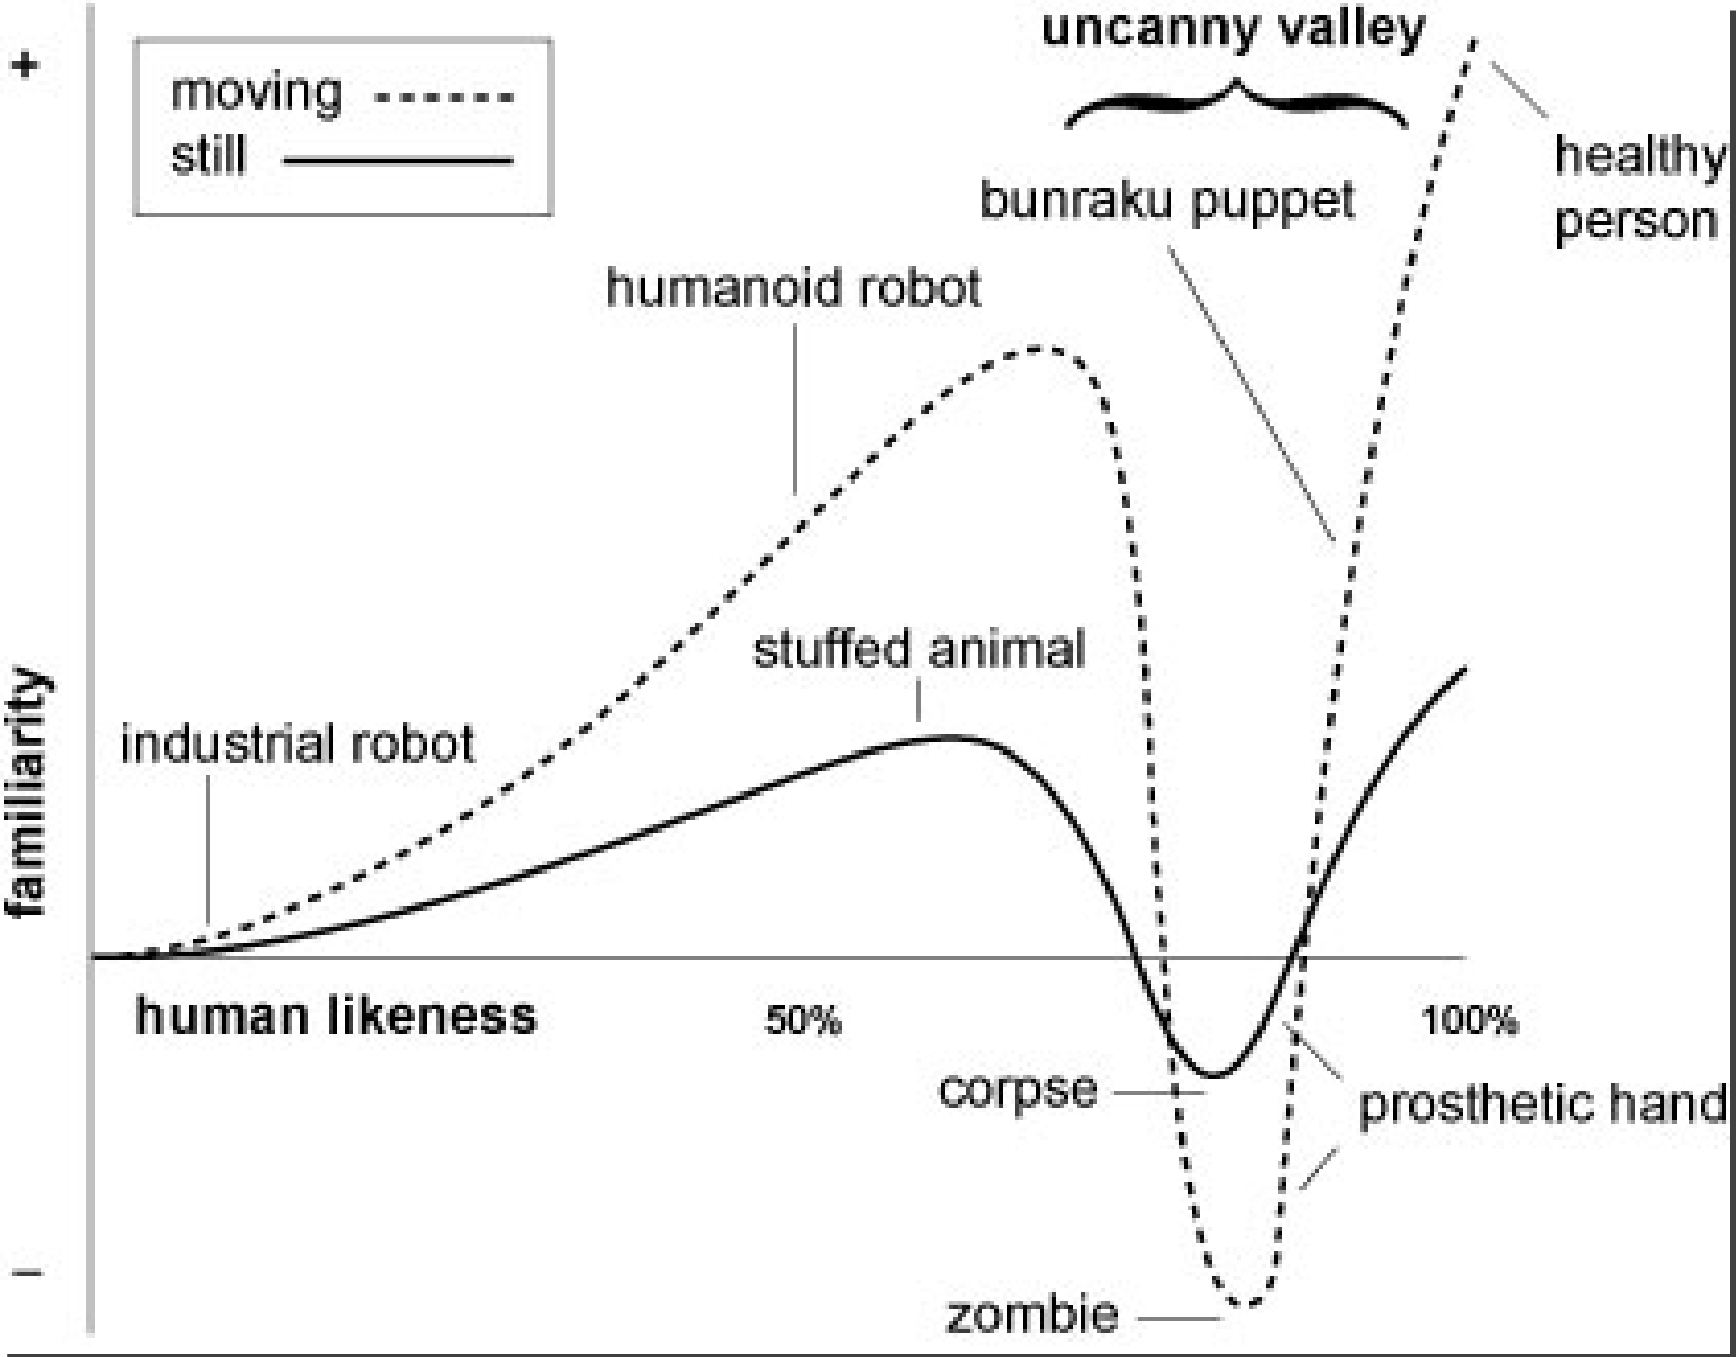 uncanny valley
+
moving
still
healthy
person
bunraku puppet
humanoid robot
stuffed animal
industrial robot
familiarity
human likeness
50%
100%
corpse
prosthetic hand
–
zombie